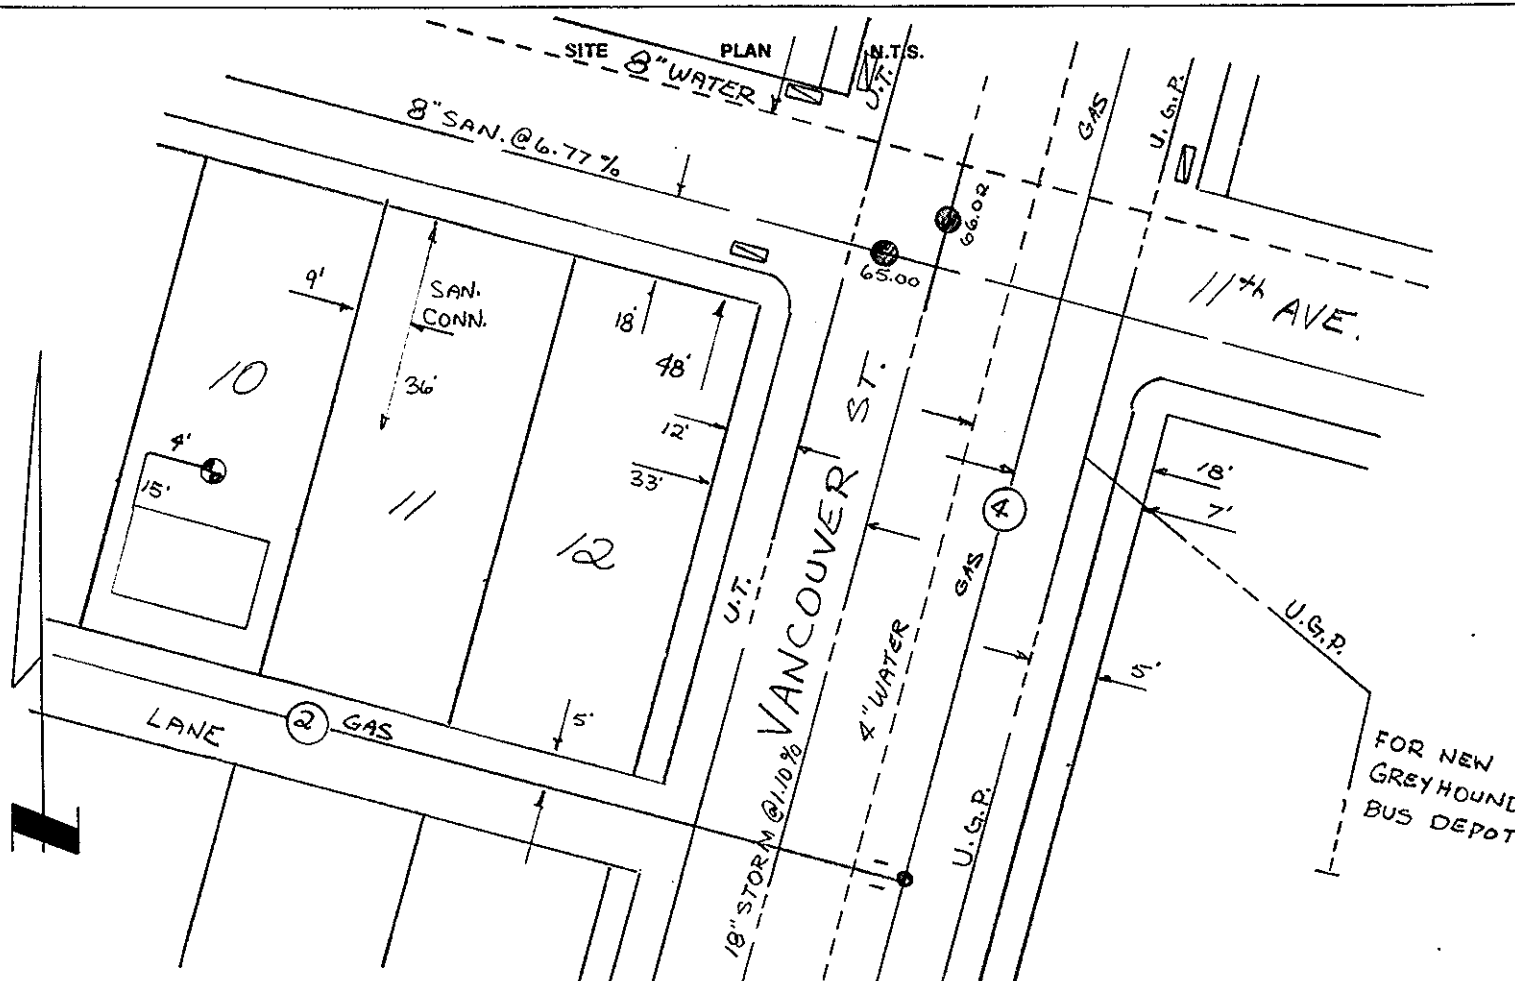 SITE PLAN N.T.S.
8" WATER
U.T.
GAS
U.G.P.
8" SAN. @ 6.77 %
66.02
65.00
11th AVE.
9'
SAN.
CONN.
18'
48'
36'
10
12'
33'
4'
15'
11
12
VANCOUVER ST.
4
18'
7'
GAS
U.T.
U.G.P.
4" WATER
5'
5'
LANE
2
GAS
18" STORM @ 1.10 %
U.G.P.
FOR NEW
GREYHOUND
BUS DEPOT